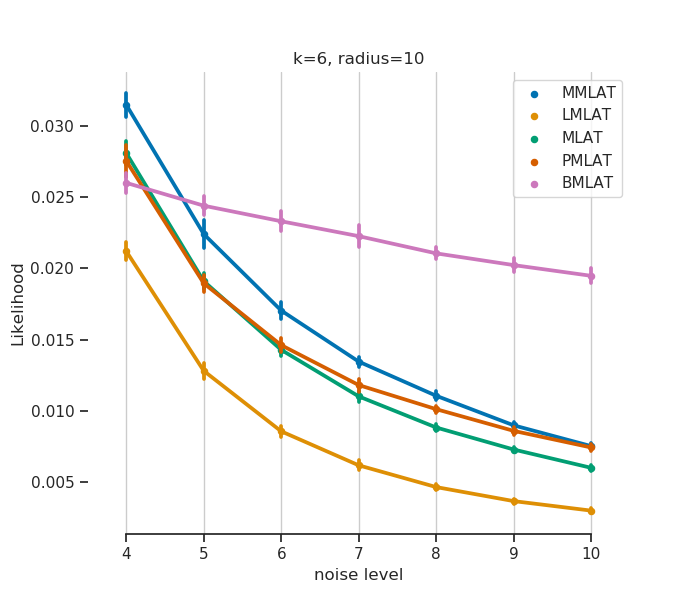 k=6, radius=10
MMLAT
LMLAT
MLAT
PMLAT
BMLAT
Likelihood
0.030
0.025
0.020
0.015
0.010
0.005
4 5 6 7 8 9 10
noise level